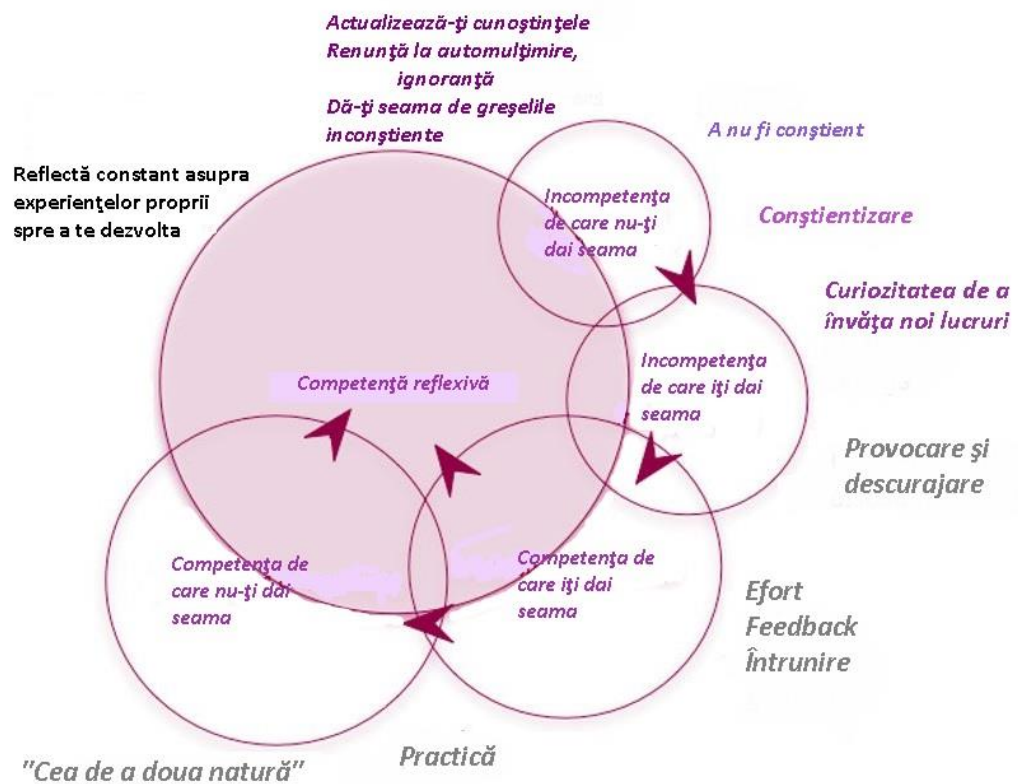 Actualizează-ţi cunoştinţele
Renunţă la automulţimire,
ignoranţă
Dă-ţi seama de greşelile
inconştiente
A nu fi conştient
Reflectă constant asupra
experienţelor proprii
spre a te dezvolta
Incompetenţa
de care nu-ţi
dai seama
Conştientizare
Curiozitatea de a
învăţa noi lucruri
Incompetenţa
de care iţi dai
seama
Competenţă reflexivă
Provocare şi
descurajare
Competenţa de
care nu-ţi dai
seama
Competenţa de
care iţi dai
seama
Efort
Feedback
Întrunire
Practică
"Cea de a doua natură"